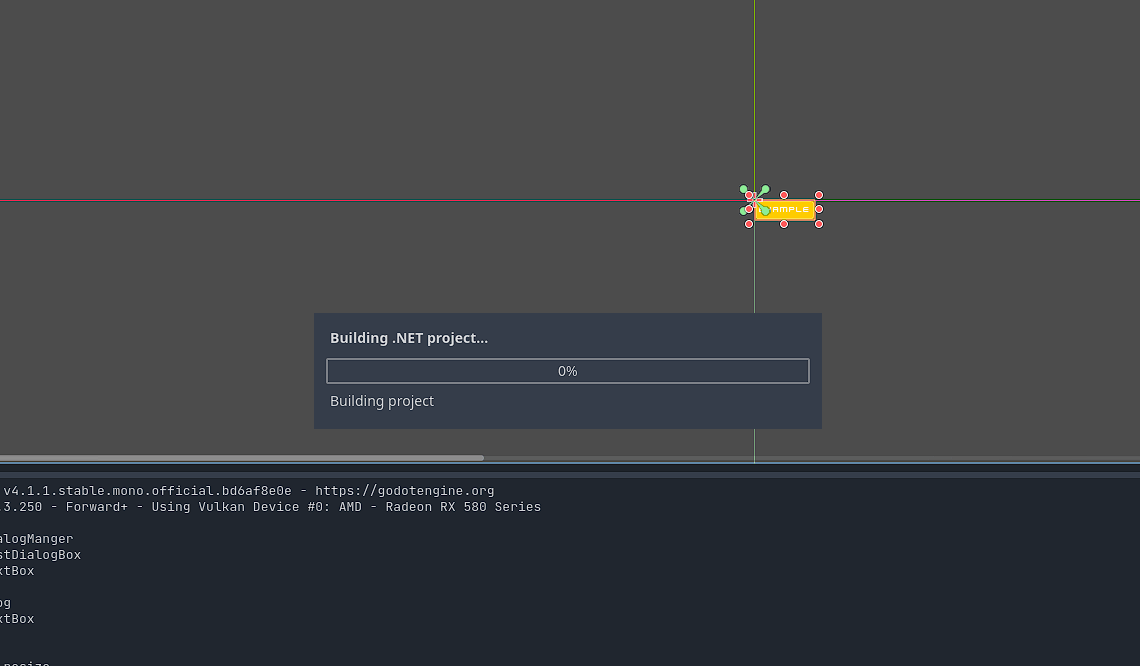 AMPLE
Building .NET project...
0%
Building project
v4.1.1.stable.mono.official.bd6af8e0e - https://godotengine.org
.3.250 - Forward+ - Using Vulkan Device #0: AMD - Radeon RX 580 Series
alogManger
stDialogBox
xtBox
og
xtBox